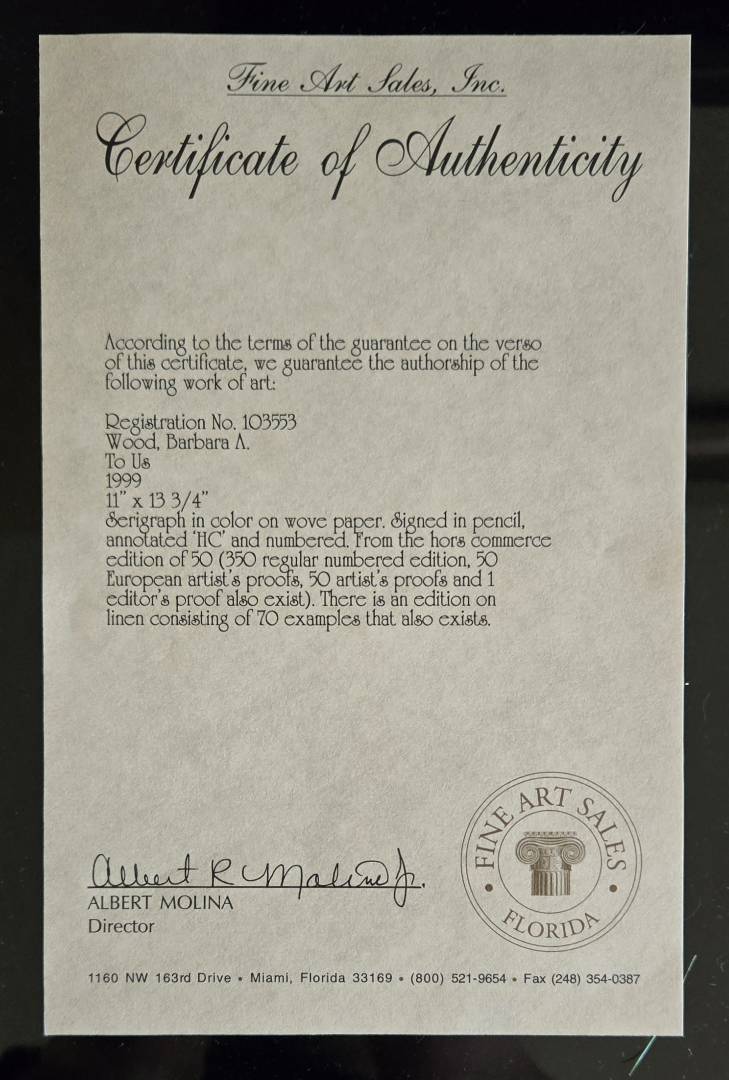 Fine Art Sales, Inc.
Certificate of Authenticity
According to the terms of the guarantee on the verso
of this certificate, we guarantee the authorship of the
following work of art:
Registration No. 103553
Wood, Barbara A.
To Us
1999
11” x 13 3/4”
Serigraph in color on wove paper. Signed in pencil,
annotated ‘HC’ and numbered. From the hors commerce
edition of 50 (350 regular numbered edition, 50
European artist's proofs, 50 artist's proofs and 1
editor's proof also exist). There is an edition on
linen consisting of 70 examples that also exists.
Albert R Molina Jr.
ALBERT MOLINA
Director
FINE ART SALES
• FLORIDA •
1160 NW 163rd Drive • Miami, Florida 33169 • (800) 521-9654 • Fax (248) 354-0387